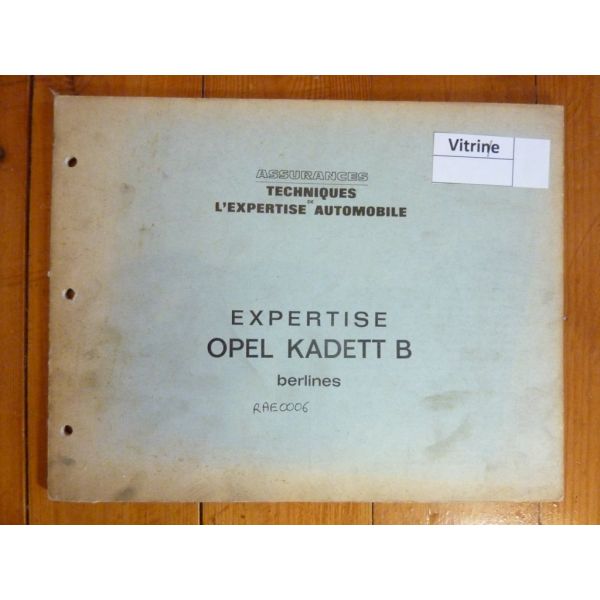 Vitrine
ASSURANCES
TECHNIQUES
DE
L'EXPERTISE AUTOMOBILE
EXPERTISE
OPEL KADETT B
berlines
RAE0006